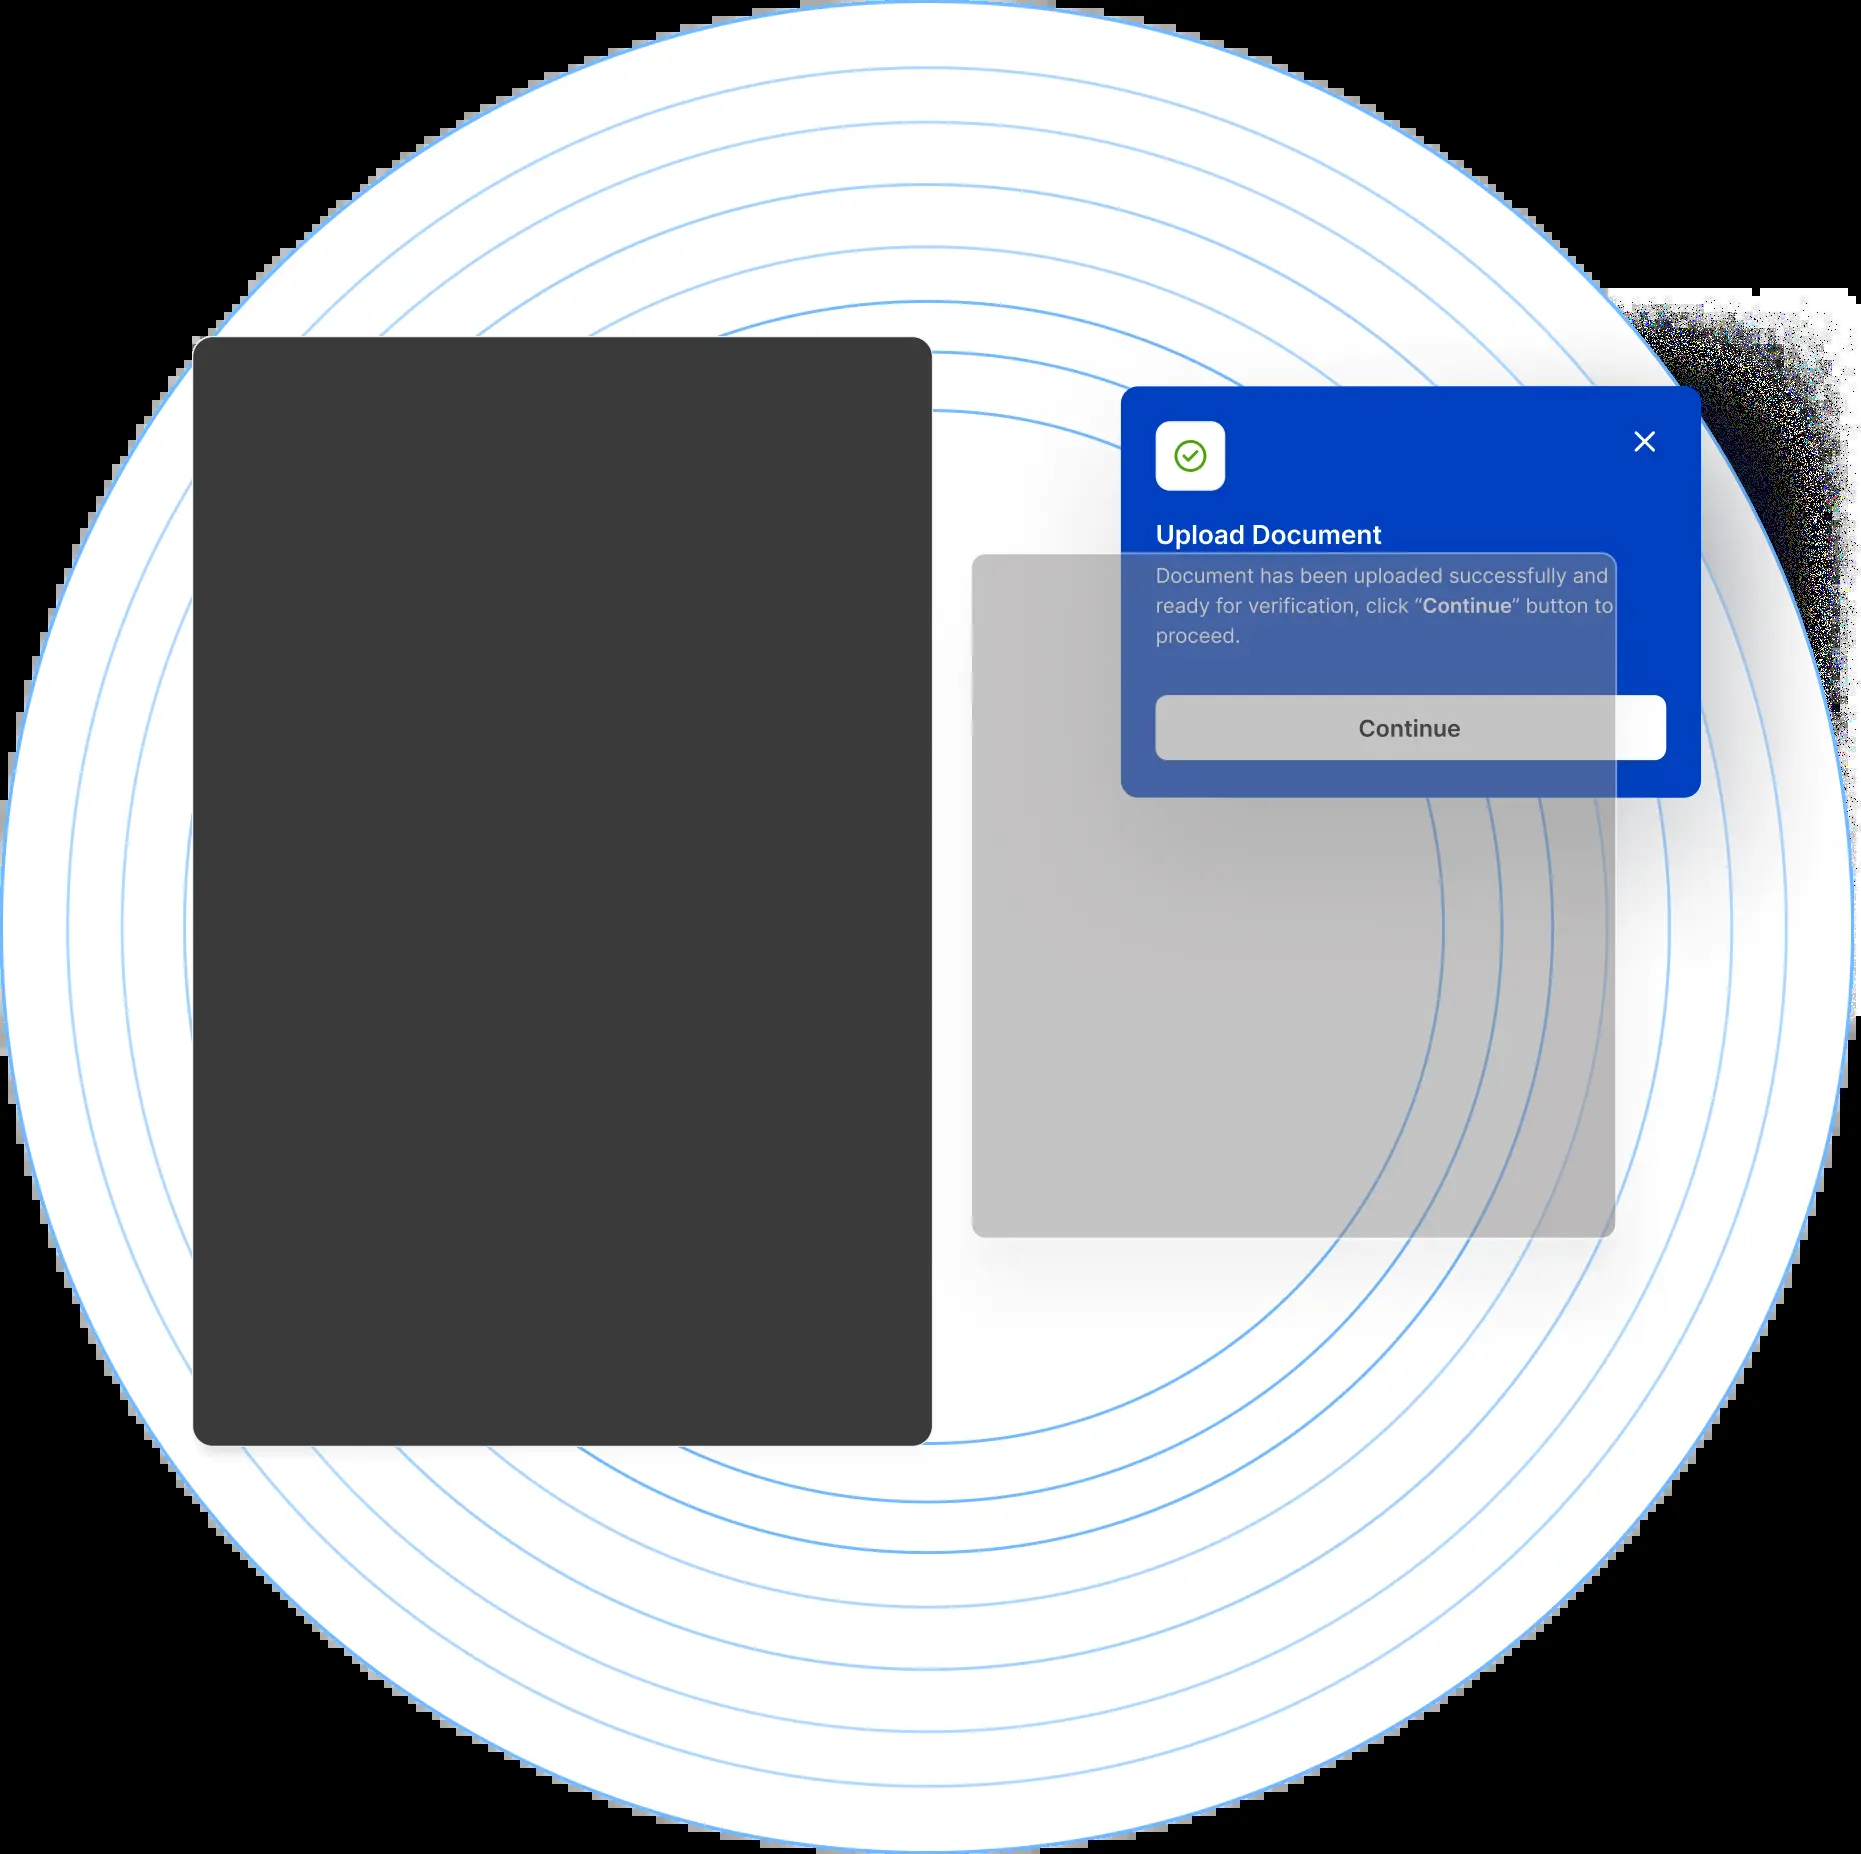 Upload Document
Document has been uploaded successfully and
ready for verification, click “Continue” button to
proceed.
Continue